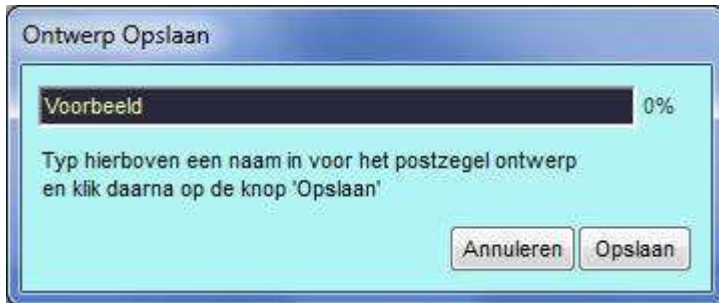 Ontwerp Opslaan
Voorbeeld 0%
Typ hierboven een naam in voor het postzegel ontwerp
en klik daarna op de knop 'Opslaan'
Annuleren Opslaan